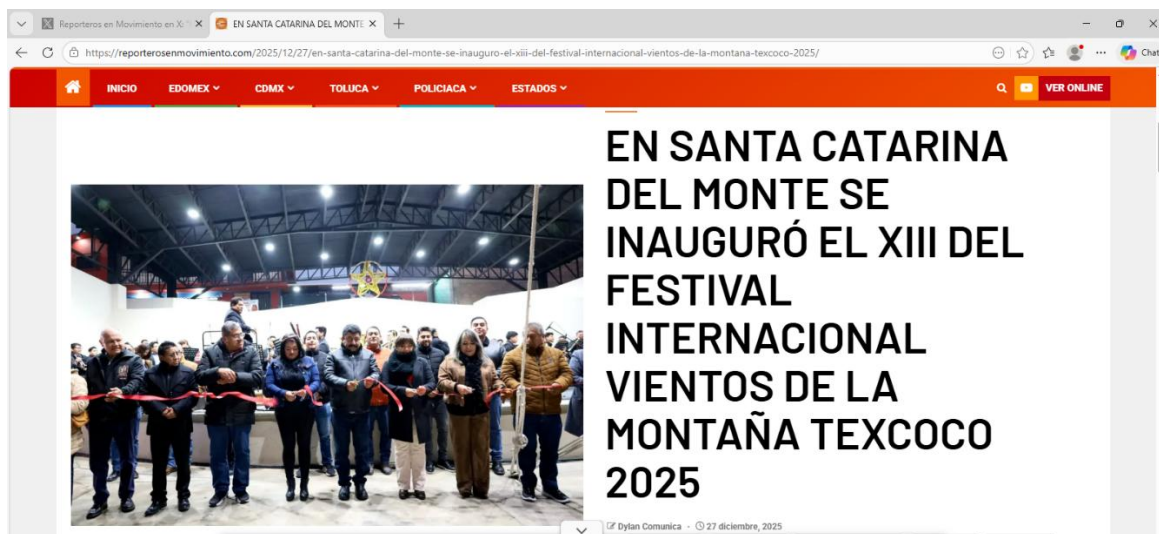 Reporteros en Movimiento en X: "
EN SANTA CATARINA DEL MONTE
https://reporterosenmovimiento.com/2025/12/27/en-santa-catarina-del-monte-se-inauguro-el-xiii-del-festival-internacional-vientos-de-la-montana-texcoco-2025/
Chat
INICIO EDOMEX CDMX TOLUCA POLICIACA ESTADOS VER ONLINE
EN SANTA CATARINA
DEL MONTE SE
INAUGURÓ EL XIII DEL
FESTIVAL
INTERNACIONAL
VIENTOS DE LA
MONTAÑA TEXCOCO
2025
Dylan Comunica - 27 diciembre, 2025